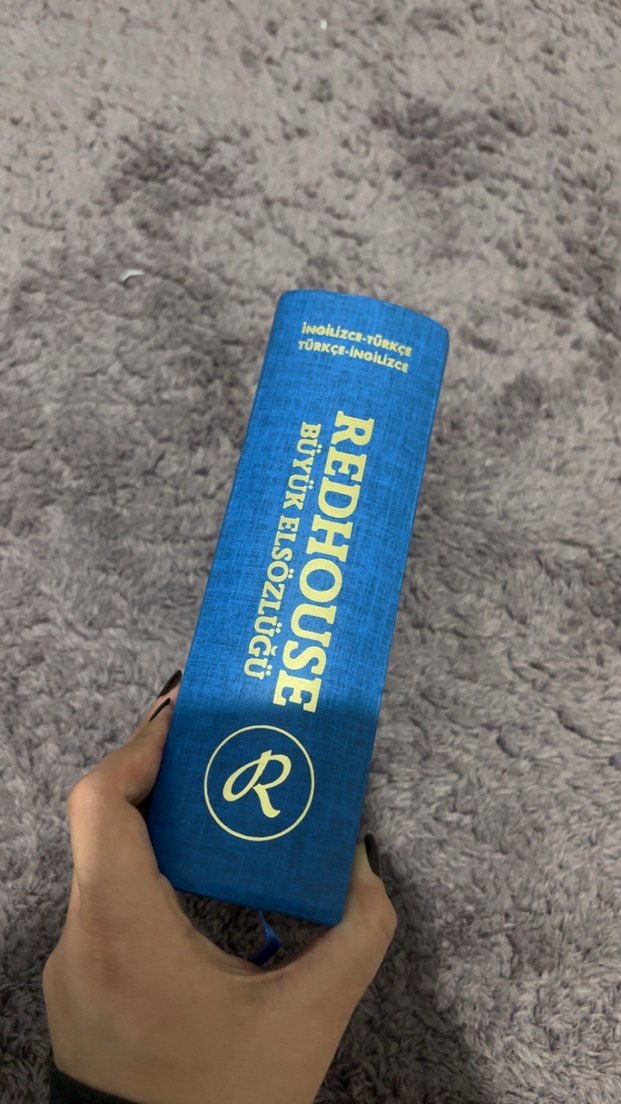 İNGİLİZCE-TÜRKÇE
TÜRKÇE-İNGİLİZCE
REDHOUSE
BÜYÜK ELSÖZLÜĞÜ
R